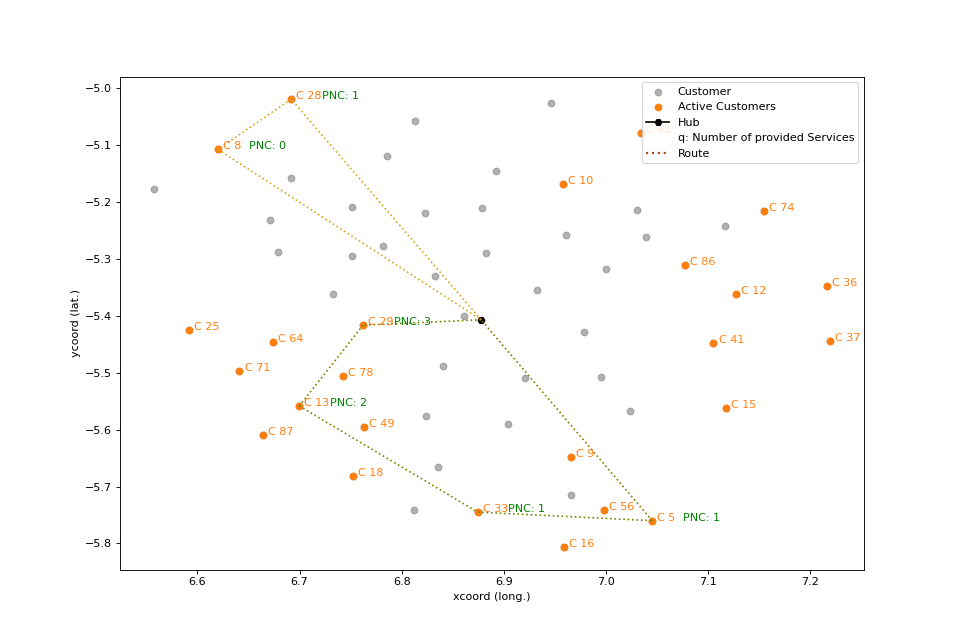 Customer
Active Customers
Hub
q: Number of provided Services
Route
C 28 PNC: 1
C 8 PNC: 0
C 10
C 74
C 86
C 36
C 12
C 29 PNC: 3
C 25
C 64
C 41
C 37
C 71
C 78
C 13 PNC: 2
C 15
C 49
C 87
C 9
C 18
C 33 PNC: 1
C 56
C 5 PNC: 1
C 16
−5.0
−5.1
−5.2
−5.3
−5.4
−5.5
−5.6
−5.7
−5.8
ycoord (lat.)
6.6 6.7 6.8 6.9 7.0 7.1 7.2
xcoord (long.)